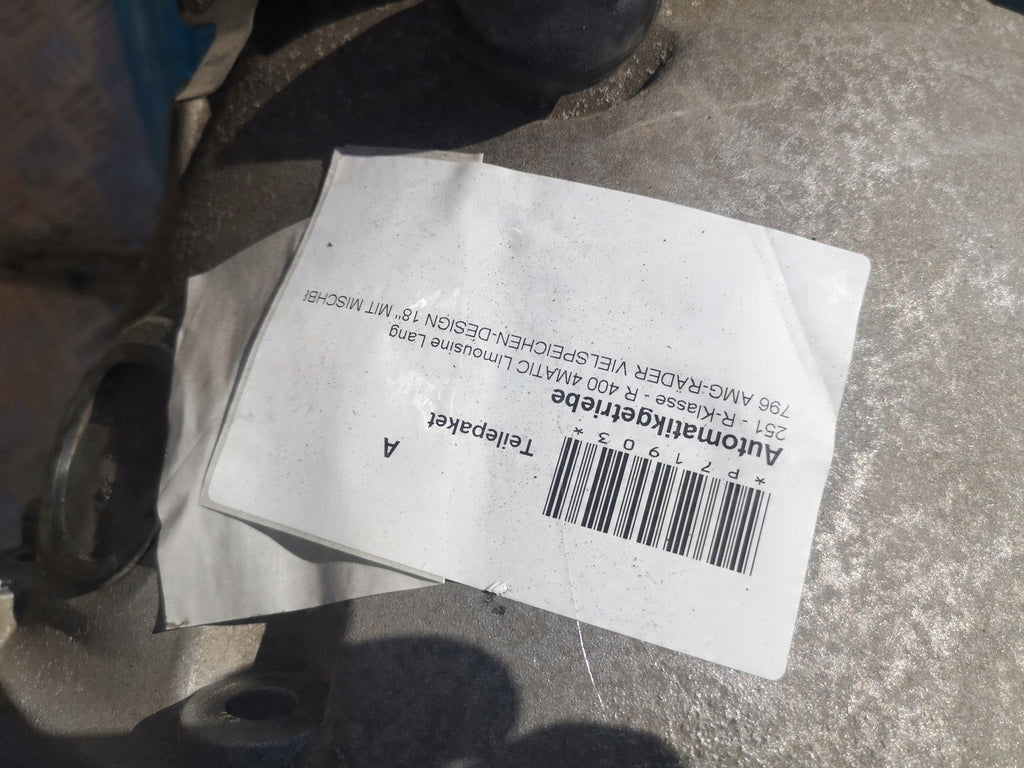 *P71903*
Teilepaket
A
Automatikgetriebe
251 - R-Klasse - R 400 4MATIC Limousine Lang
796 AMG-RÄDER VIELSPEICHEN-DESIGN 18" MIT MISCHB